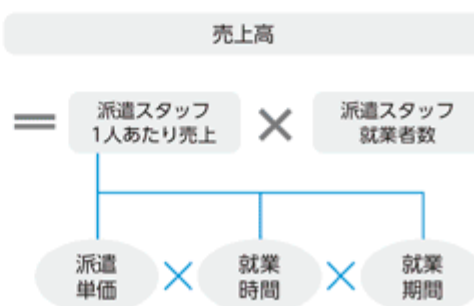 売上高
派遣スタッフ
1人あたり売上
派遣スタッフ
就業者数
派遣
単価
就業
時間
就業
期間